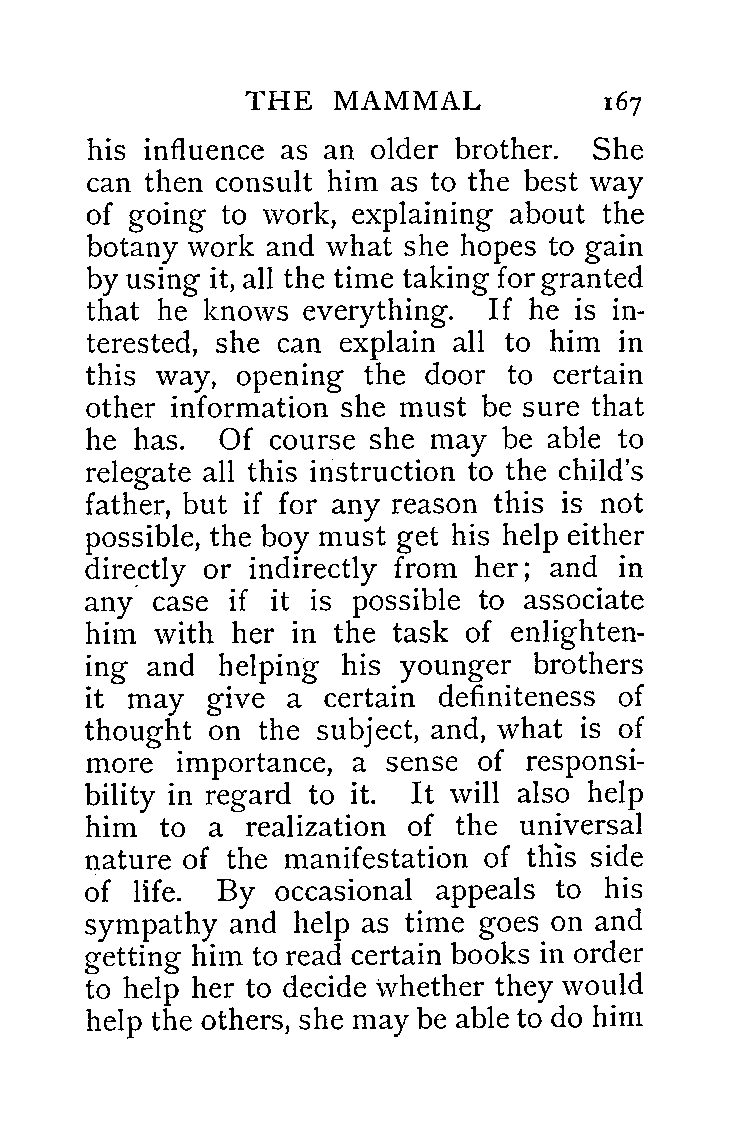 THE MAMMAL 167
his influence as an older brother. She
can then consult him as to the best way
of going to work, explaining about the
botany work and what she hopes to gain
by using it, all the time taking for granted
that he knows everything. If he is in-
terested, she can explain all to him in
this way, opening the door to certain
other information she must be sure that
he has. Of course she may be able to
relegate all this instruction to the child's
father, but if for any reason this is not
possible, the boy must get his help either
directly or indirectly from her; and in
any case if it is possible to associate
him with her in the task of enlighten-
ing and helping his younger brothers
it may give a certain definiteness of
thought on the subject, and, what is of
more importance, a sense of responsi-
bility in regard to it. It will also help
him to a realization of the universal
nature of the manifestation of this side
of life. By occasional appeals to his
sympathy and help as time goes on and
getting him to read certain books in order
to help her to decide whether they would
help the others, she may be able to do him